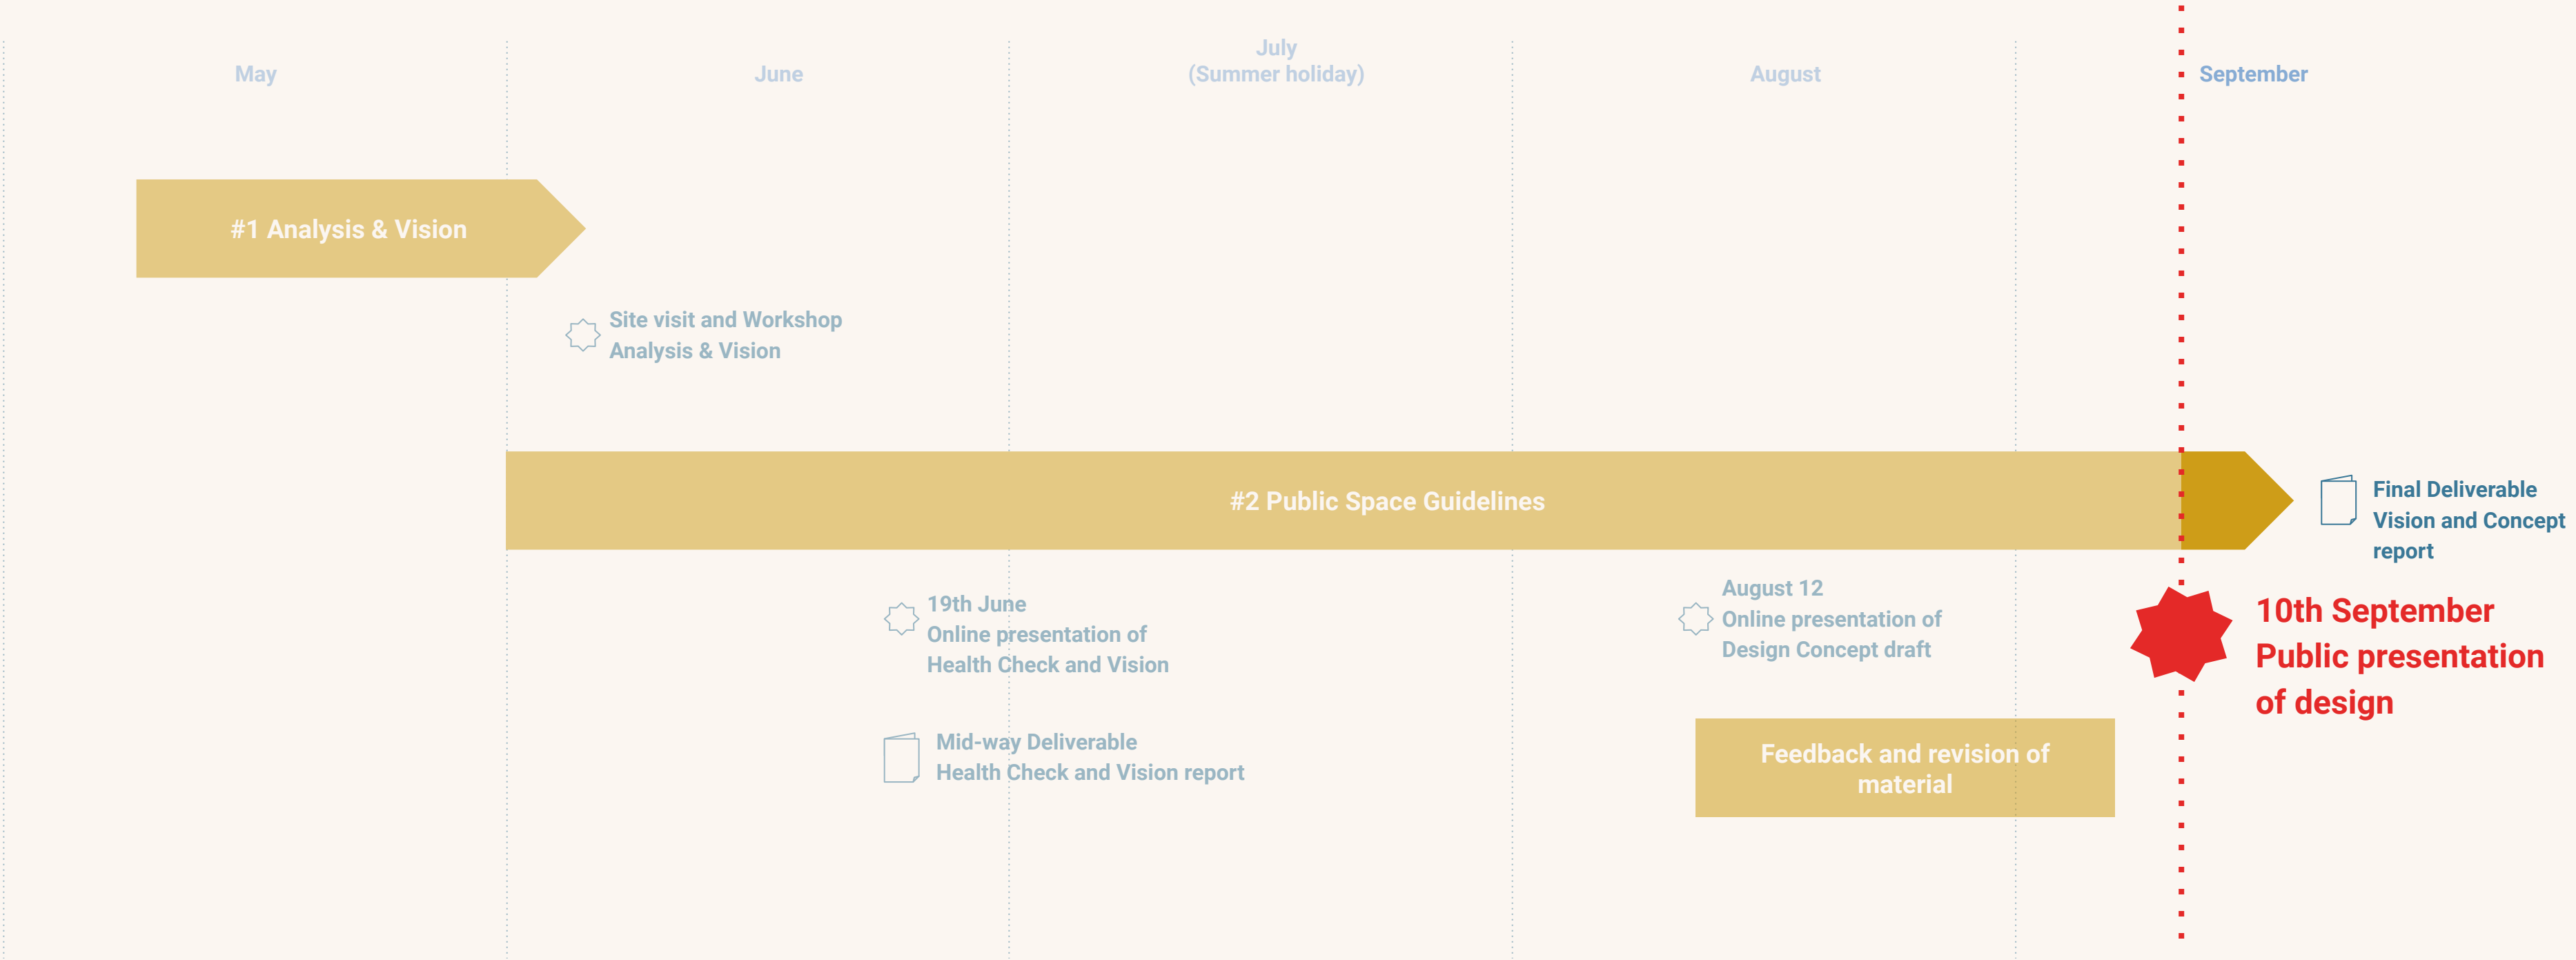 May
June
July
(Summer holiday)
August
September
#1 Analysis & Vision
Site visit and Workshop
Analysis & Vision
#2 Public Space Guidelines
Final Deliverable
Vision and Concept
report
19th June
Online presentation of
Health Check and Vision
August 12
Online presentation of
Design Concept draft
10th September
Public presentation
of design
Mid-way Deliverable
Health Check and Vision report
Feedback and revision of
material